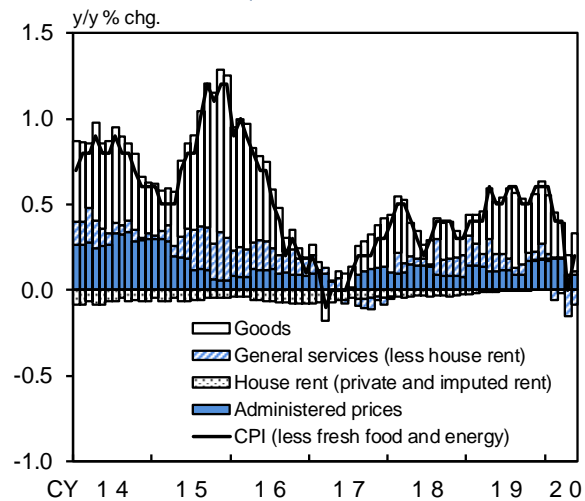 y/y % chg.
1.5
1.0
0.5
0.0
-0.5
-1.0
Goods
General services (less house rent)
House rent (private and imputed rent)
Administered prices
CPI (less fresh food and energy)
CY 14 15 16 17 18 19 20